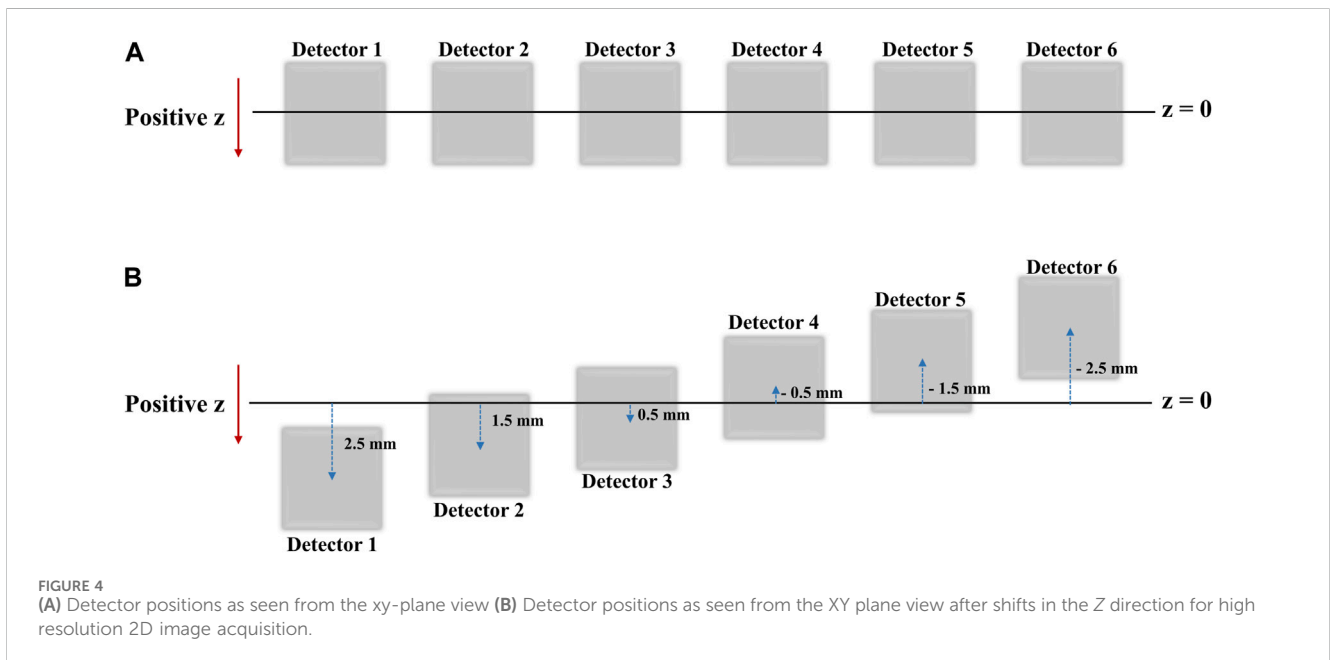 A
Detector 1 Detector 2 Detector 3 Detector 4 Detector 5 Detector 6
Positive z
z = 0
B
Detector 6
Detector 5
Detector 4
Positive z
- 0.5 mm
- 1.5 mm
- 2.5 mm
z = 0
2.5 mm
1.5 mm
0.5 mm
Detector 3
Detector 2
Detector 1
FIGURE 4
(A) Detector positions as seen from the xy-plane view (B) Detector positions as seen from the XY plane view after shifts in the Z direction for high
resolution 2D image acquisition.